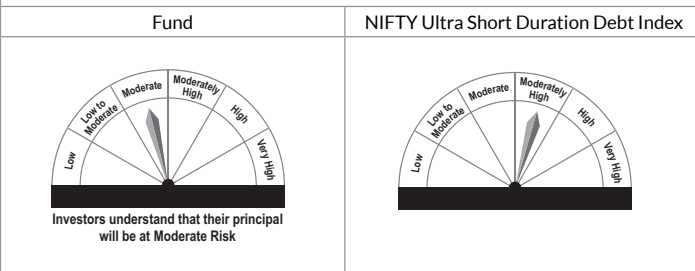 Fund
NIFTY Ultra Short Duration Debt Index
Low
Low to
Moderate
Moderate
Moderately
High
High
Very High
Investors understand that their principal
will be at Moderate Risk
Low
Low to
Moderate
Moderate
Moderately
High
High
Very High